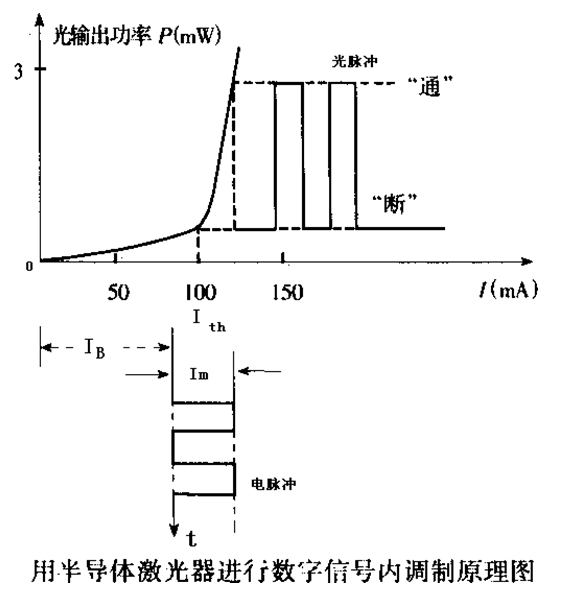 光输出功率 P(mW)
3
光脉冲
“通”
“断”
0
50
100
150
I(mA)
I th
I B
Im
电脉冲
t
用半导体激光器进行数字信号内调制原理图